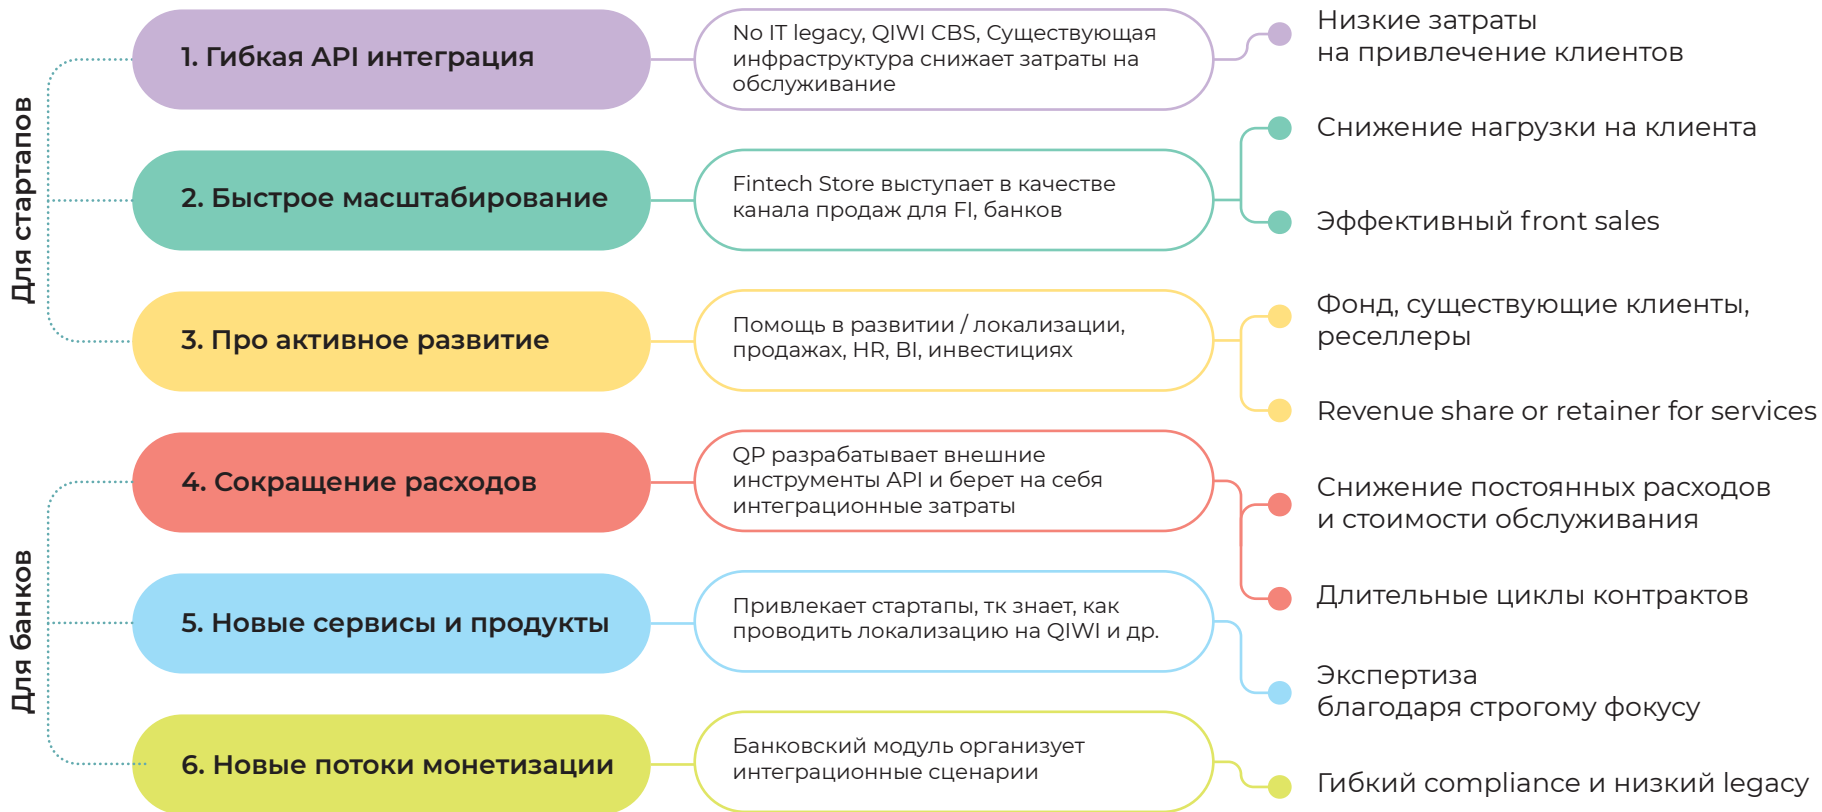 Для стартапов
1. Гибкая API интеграция
No IT legacy, QIWI CBS, Существующая
инфраструктура снижает затраты на
обслуживание
Низкие затраты
на привлечение клиентов
2. Быстрое масштабирование
Fintech Store выступает в качестве
канала продаж для FI, банков
Снижение нагрузки на клиента
Эффективный front sales
3. Про активное развитие
Помощь в развитии / локализации,
продажах, HR, BI, инвестициях
Фонд, существующие клиенты,
реселлеры
Revenue share or retainer for services
Для банков
4. Сокращение расходов
QP разрабатывает внешние
инструменты API и берет на себя
интеграционные затраты
Снижение постоянных расходов
и стоимости обслуживания
Длительные циклы контрактов
5. Новые сервисы и продукты
Привлекает стартапы, тк знает, как
проводить локализацию на QIWI и др.
Экспертиза
благодаря строгому фокусу
6. Новые потоки монетизации
Банковский модуль организует
интеграционные сценарии
Гибкий compliance и низкий legacy